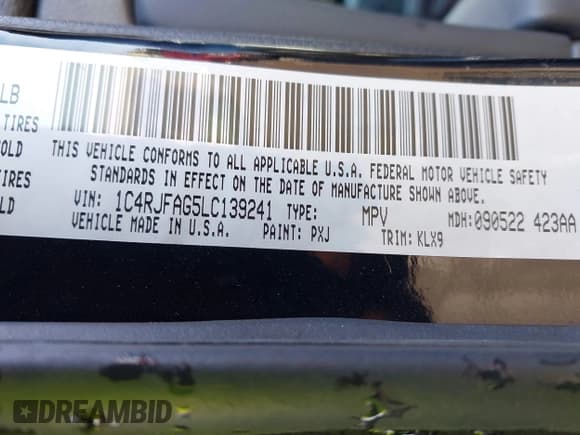 LB
TIRES
OLD
TIRES
OLD
THIS VEHICLE CONFORMS TO ALL APPLICABLE U.S.A. FEDERAL MOTOR VEHICLE SAFETY
STANDARDS IN EFFECT ON THE DATE OF MANUFACTURE SHOWN ABOVE.
VIN: 1C4RJFAG5LC139241 TYPE: MPV MDH:090522 423AA
VEHICLE MADE IN U.S.A. PAINT: PXJ TRIM: KLX9
DREAMBID